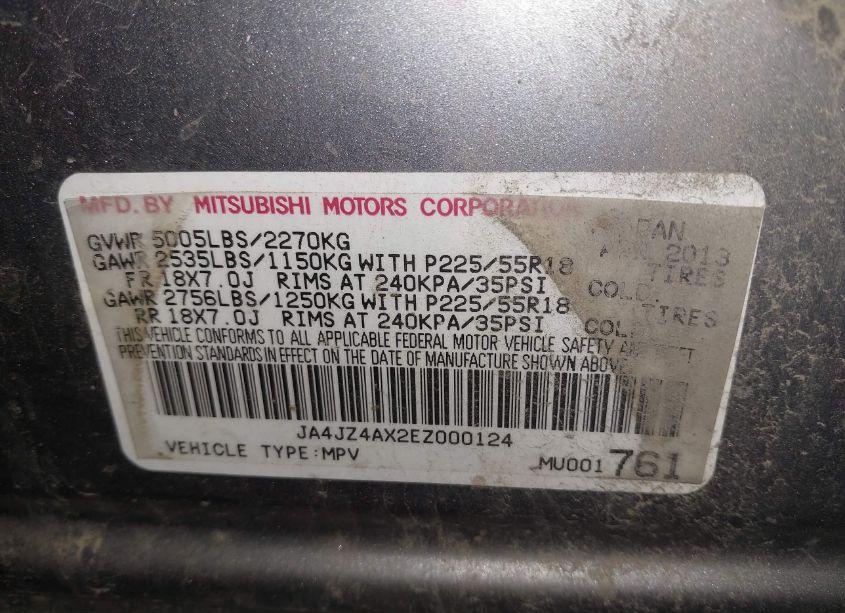 MFD. BY MITSUBISHI MOTORS CORPORATION
2013
GVWR 5005LBS/2270KG
GAWR 2535LBS/1150KG WITH P225/55R18 TIRES
FR 18X7.0J RIMS AT 240KPA/35PSI COLD.
GAWR 2756LBS/1250KG WITH P225/55R18 TIRES
RR 18X7.0J RIMS AT 240KPA/35PSI COLD
THIS VEHICLE CONFORMS TO ALL APPLICABLE FEDERAL MOTOR VEHICLE SAFETY
PREVENTION STANDARDS IN EFFECT ON THE DATE OF MANUFACTURE SHOWN ABOVE
JA4JZ4AX2EZ000124
VEHICLE TYPE:MPV MU001 761